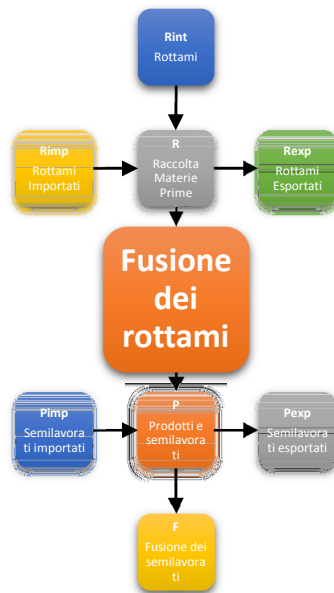 Rint
Rottami
Rimp
Rottami
Importati
R
Raccolta
Materie
Prime
Rexp
Rottami
Esportati
Fusione
dei
rottami
Pimp
Semilavora
ti importati
P
Prodotti e
semilavora
ti
Pexp
Semilavora
ti esportati
F
Fusione dei
semilavora
ti